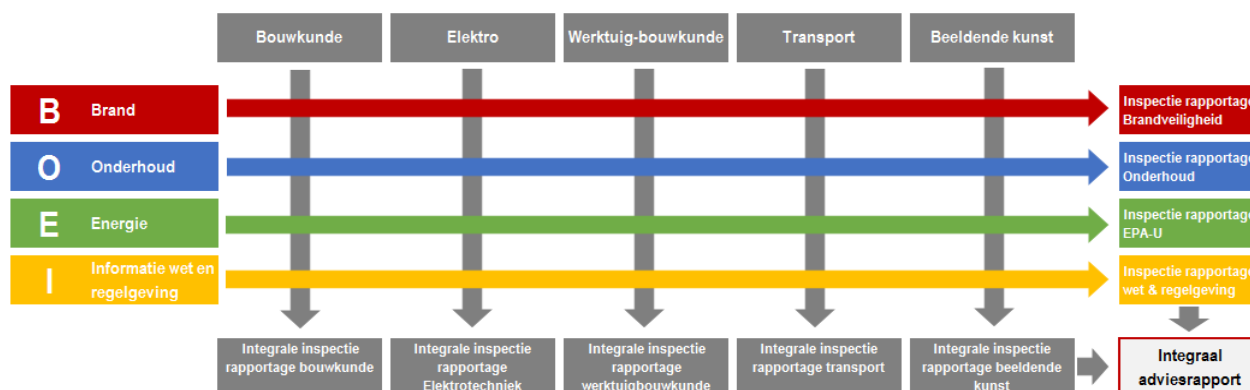 Bouwkunde
Elektro
Werktuig-bouwkunde
Transport
Beeldende kunst
B
Brand
Inspectie rapportage
Brandveiligheid
O
Onderhoud
Inspectie rapportage
Onderhoud
E
Energie
Inspectie rapportage
EPA-U
I
Informatie wet en
regelgeving
Inspectie rapportage
wet & regelgeving
Integrale inspectie
rapportage bouwkunde
Integrale inspectie
rapportage
Elektrotechniek
Integrale inspectie
rapportage
werktuigbouwkunde
Integrale inspectie
rapportage transport
Integrale inspectie
rapportage beeldende
kunst
Integraal
adviesrapport